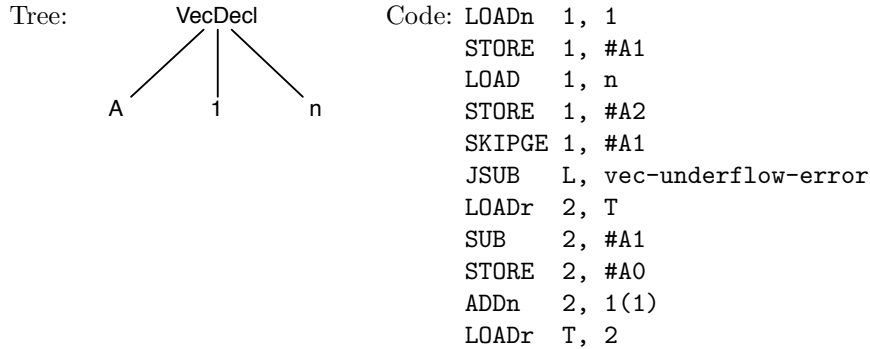 Tree: VecDecl Code: LOADn 1, 1
STORE 1, #A1
LOAD 1, n
A 1 n STORE 1, #A2
SKIPGE 1, #A1
JSUB L, vec-underflow-error
LOADr 2, T
SUB 2, #A1
STORE 2, #A0
ADDn 2, 1(1)
LOADr T, 2